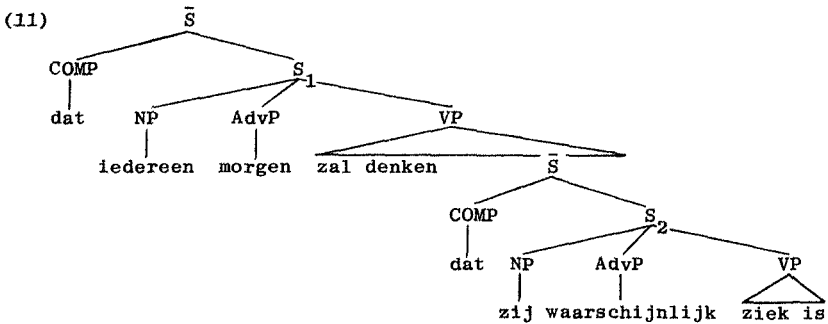 (11) S̄
COMP S1
dat NP AdvP VP
iedereen morgen zal denken S̄
COMP S2
dat NP AdvP VP
zij waarschijnlijk ziek is